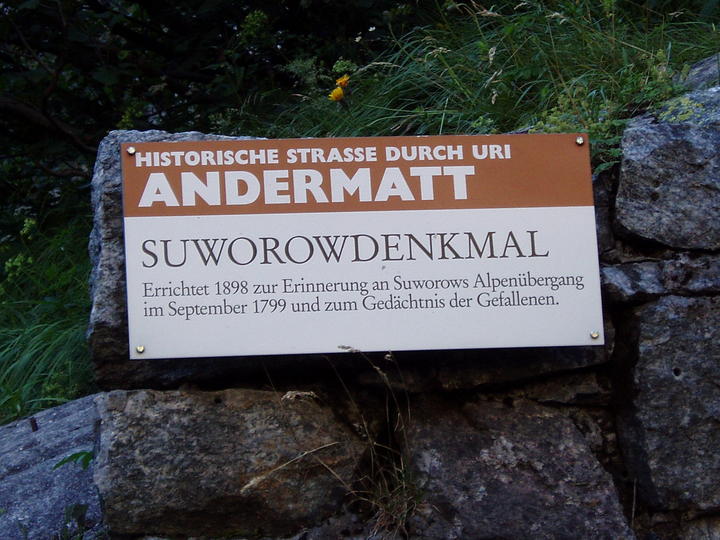 HISTORISCHE STRASSE DURCH URI
ANDERMATT
SUWOROWDENKMAL
Errichtet 1898 zur Erinnerung an Suworows Alpenübergang
im September 1799 und zum Gedächtnis der Gefallenen.